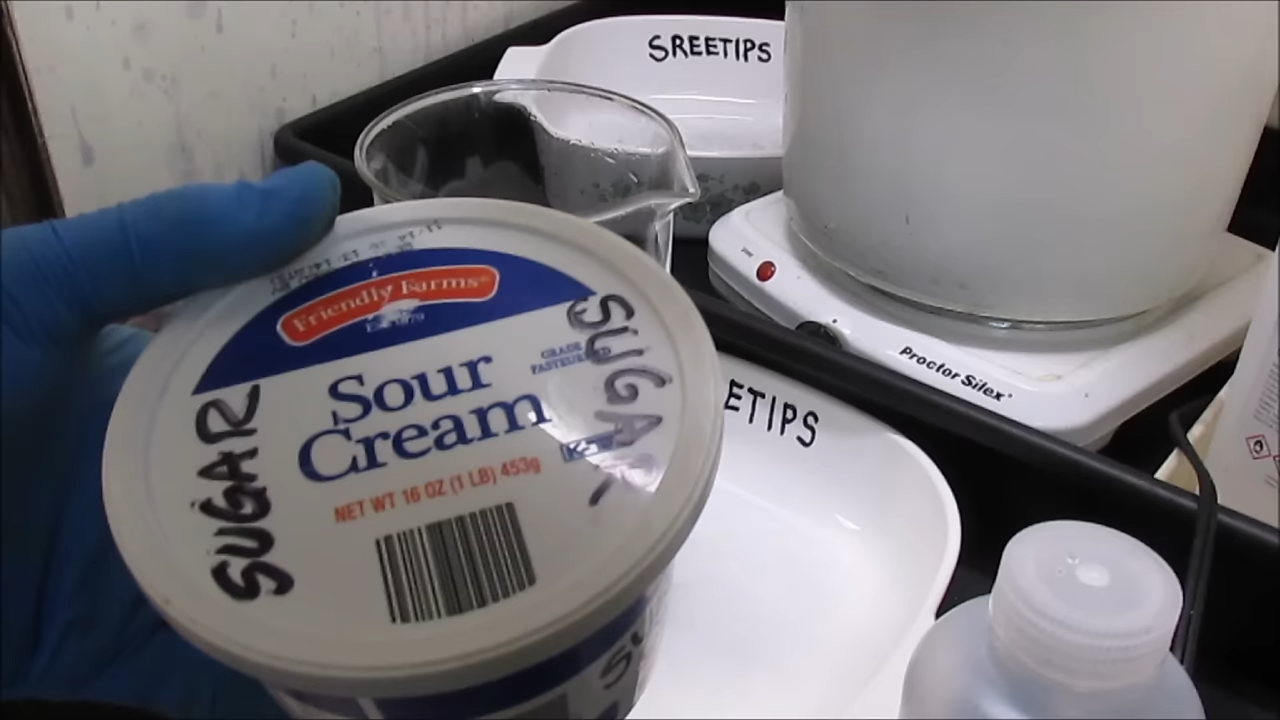 SREETIPS
Friendly Farms®
Sour
Cream
NET WT 16 OZ (1 LB) 453g
SUGAR
SUGAR
ETIPS
Proctor Silex®